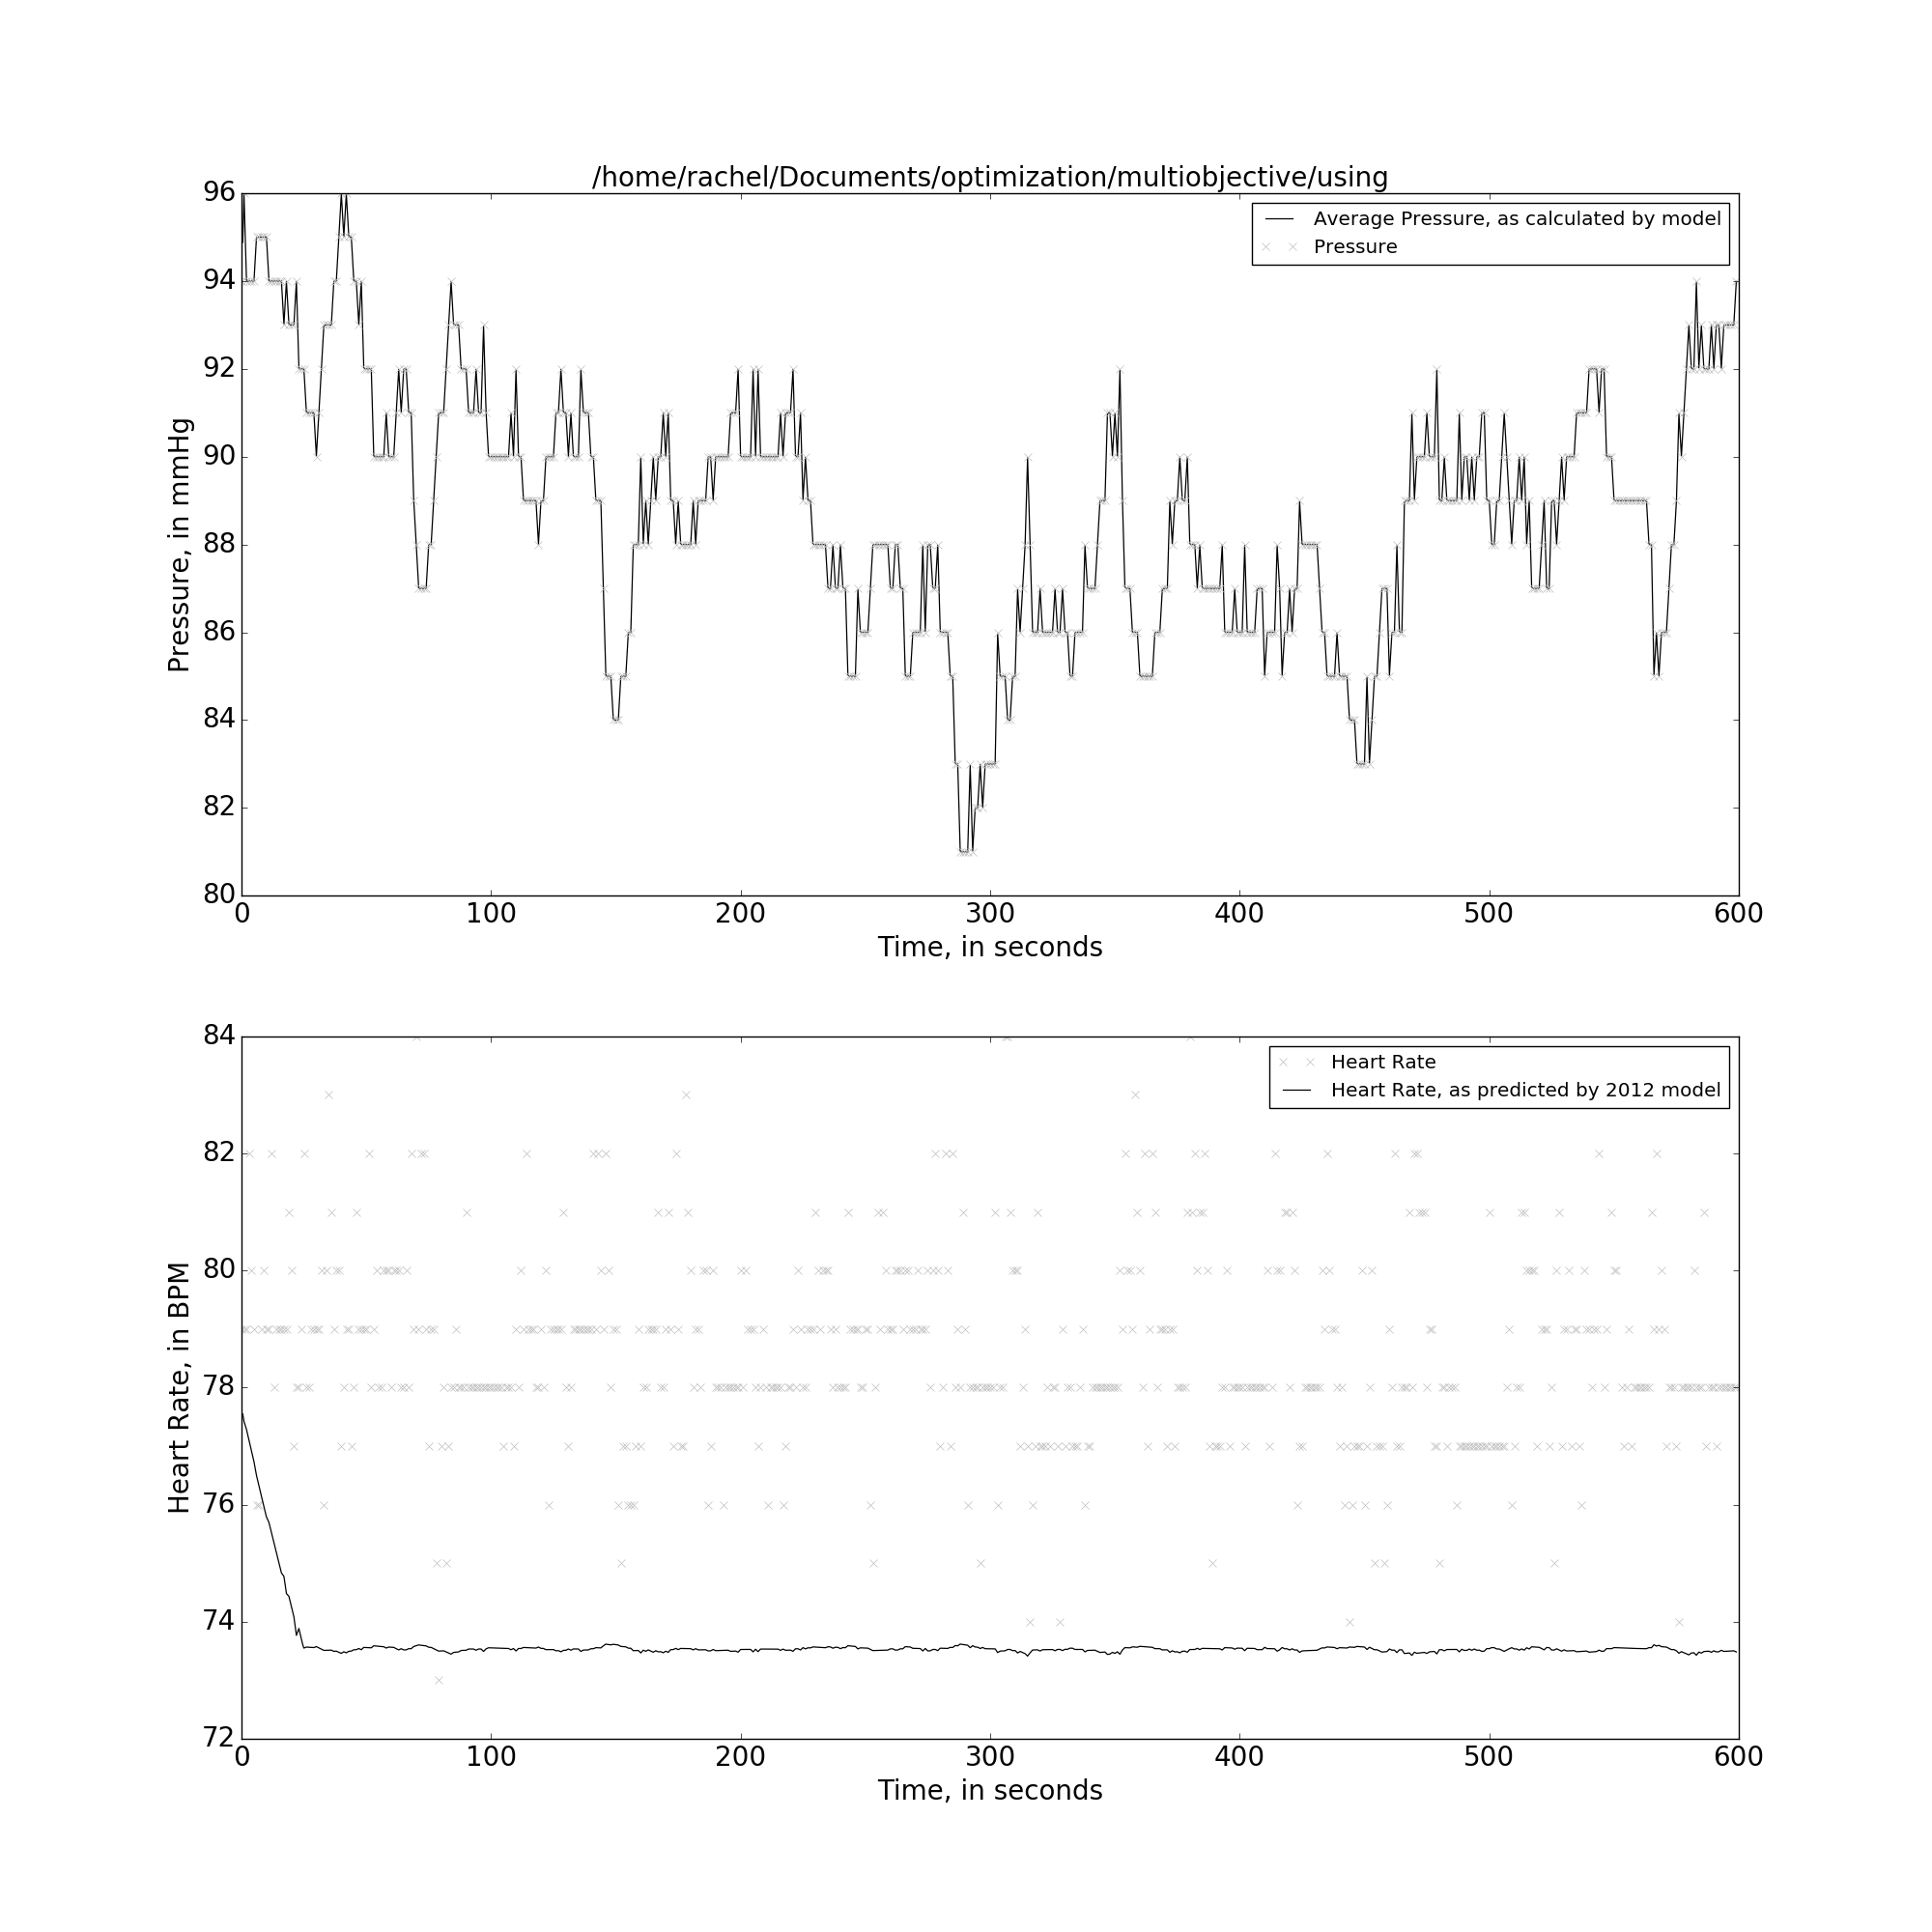 /home/rachel/Documents/optimization/multiobjective/using
96
94
92
90
88
86
84
82
80
Pressure, in mmHg
Average Pressure, as calculated by model
Pressure
0 100 200 300 400 500 600
Time, in seconds
84
82
80
78
76
74
72
Heart Rate, in BPM
Heart Rate
Heart Rate, as predicted by 2012 model
0 100 200 300 400 500 600
Time, in seconds